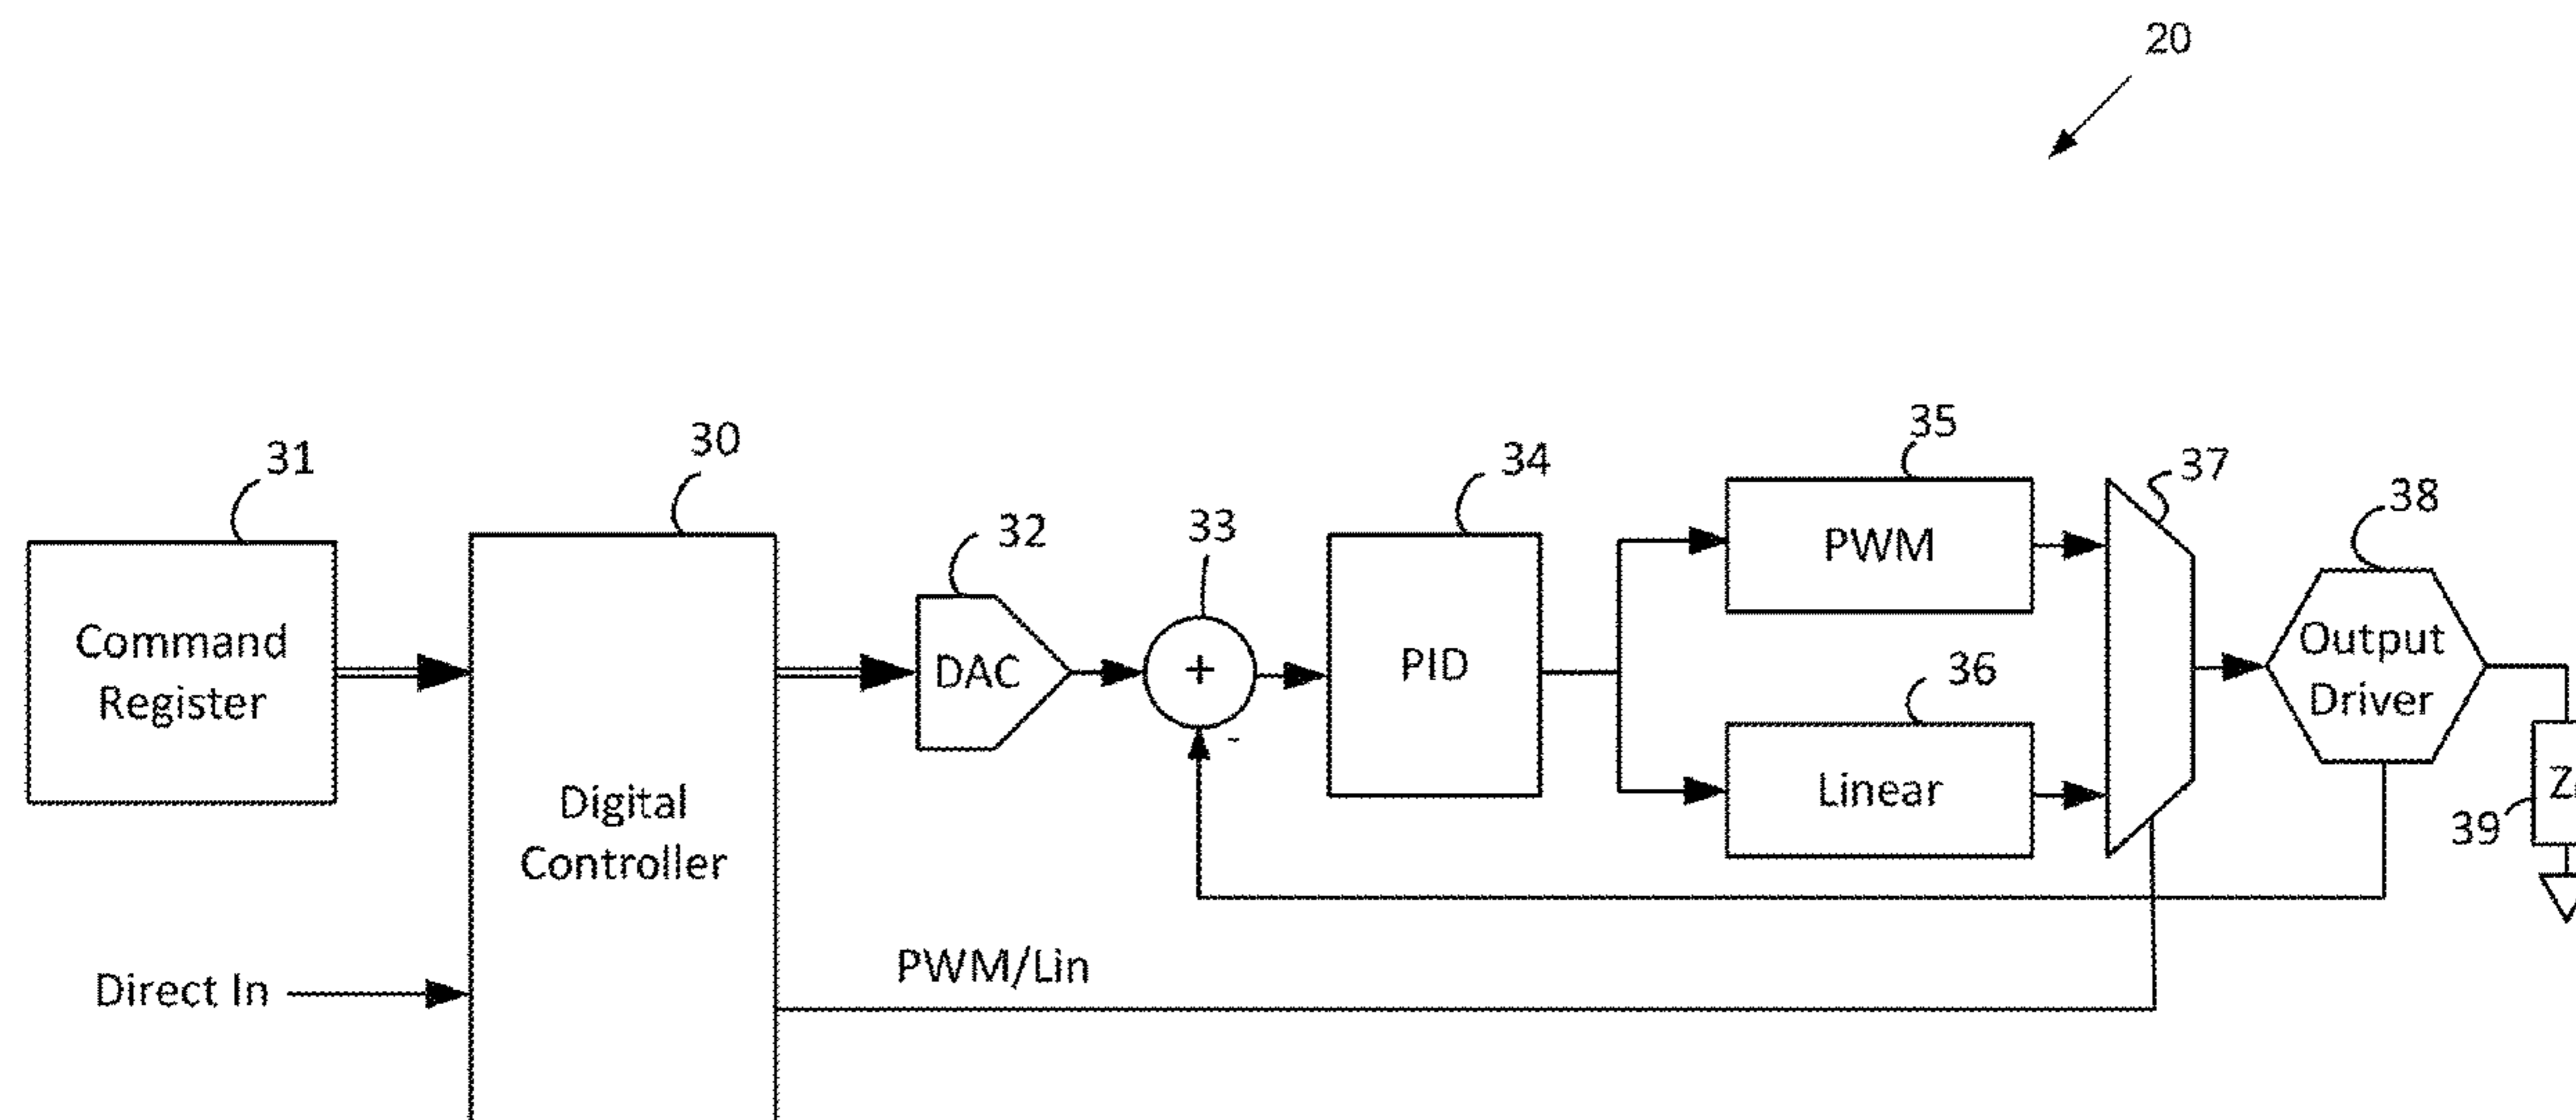 20
31
30
32
33
34
35
36
37
38
39
Command
Register
Digital
Controller
DAC
+
-
PID
PWM
Linear
Output
Driver
Direct In
PWM/Lin